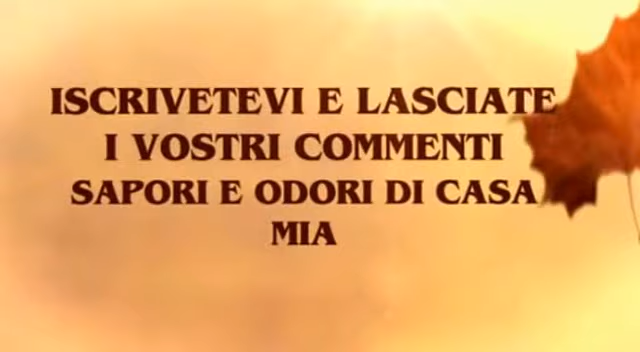 ISCRIVETEVI E LASCIATE
I VOSTRI COMMENTI
SAPORI E ODORI DI CASA
MIA